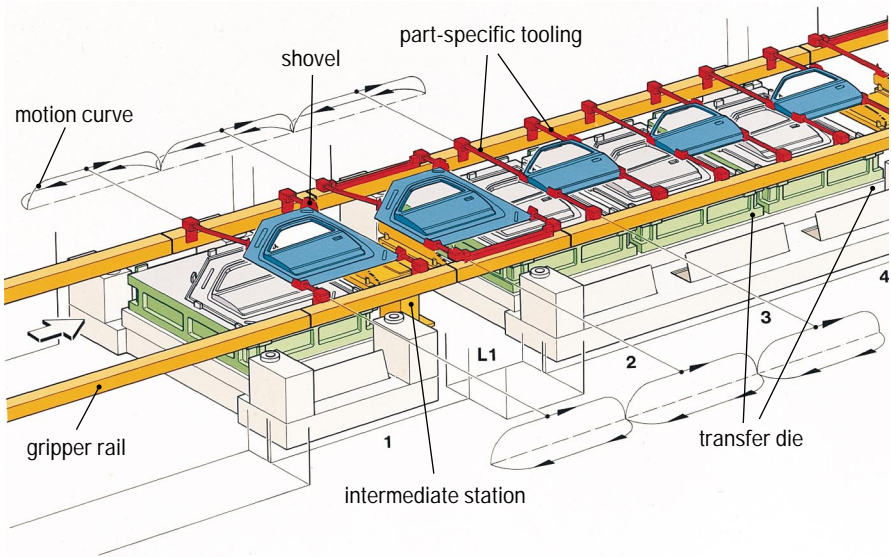 part-specific tooling
shovel
motion curve
4
3
L1
2
transfer die
1
gripper rail
intermediate station